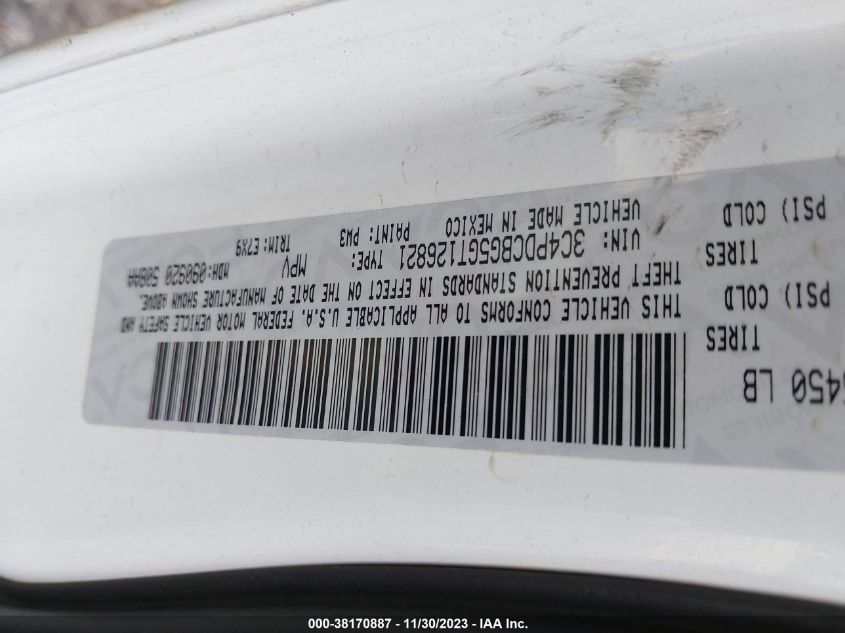 450 LB
TIRES
PSI) COLD
TIRES
PSI) COLD
THIS VEHICLE CONFORMS TO ALL APPLICABLE U.S.A. FEDERAL MOTOR VEHICLE SAFETY AND
THEFT PREVENTION STANDARDS IN EFFECT ON THE DATE OF MANUFACTURE SHOWN ABOVE.
VIN: 3C4PDCBG5GT126821 TYPE: MPV MDH:090920 508AA
VEHICLE MADE IN MEXICO PAINT: PW3 TRIM: E7X9
000-38170887 - 11/30/2023 - IAA Inc.